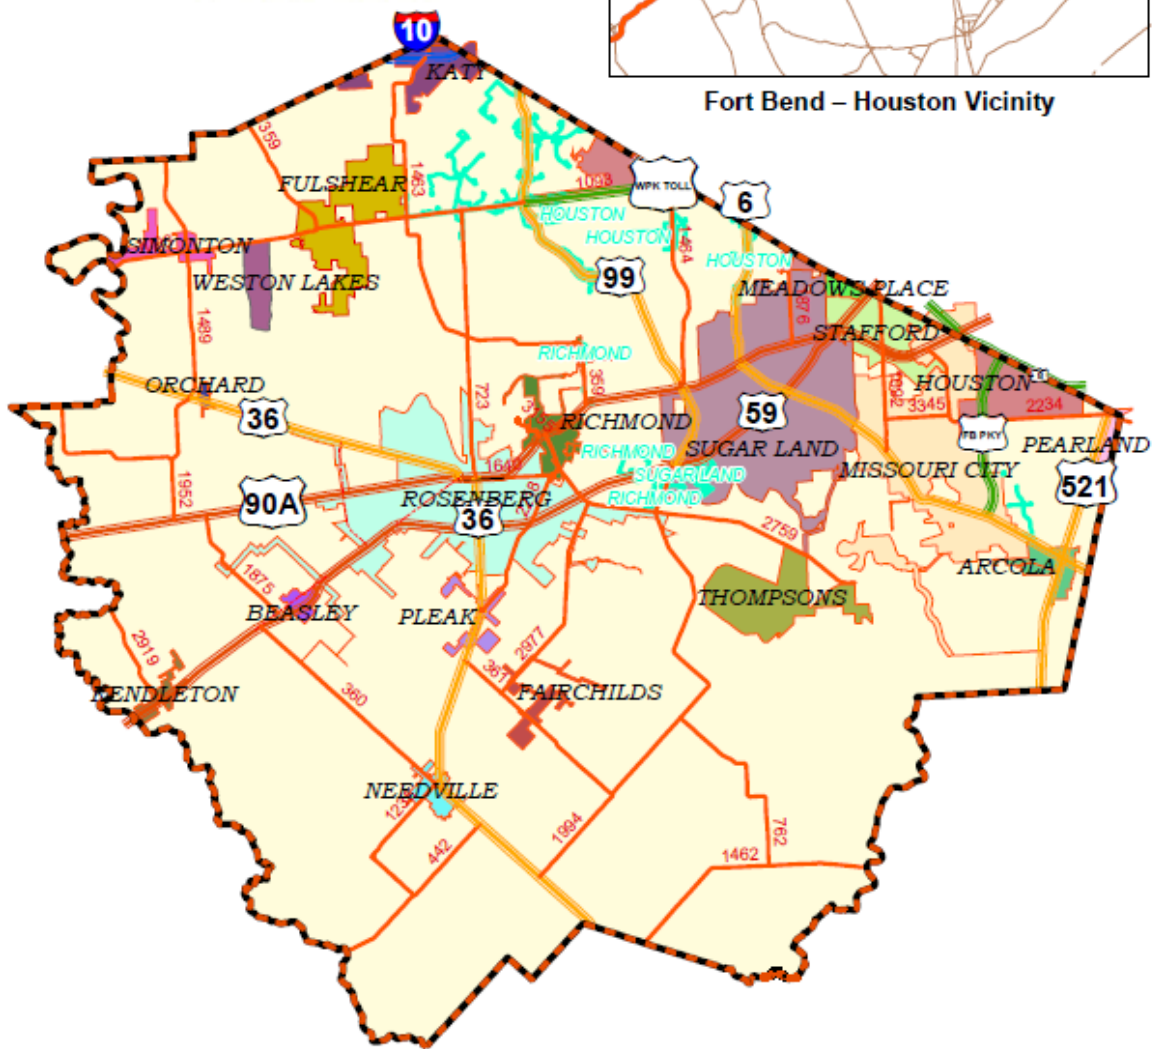 10
KATY
Fort Bend – Houston Vicinity
359
1463
FULSHEAR
1093
WPK TOLL
6
HOUSTON
HOUSTON
1464
SIMONTON
HOUSTON
WESTON LAKES
99
MEADOWS PLACE
876
1489
STAFFORD
RICHMOND
ORCHARD
723
359
HOUSTON
1092
3345
2234
36
59
RICHMOND
FB PKY
PEARLAND
SUGAR LAND
RICHMOND
1640
MISSOURI CITY
SUGAR LAND
1952
90A
ROSENBERG
RICHMOND
521
36
2759
ARCOLA
1875
BEASLEY
PLEAK
THOMPSONS
2919
2977
361
360
KENDLETON
FAIRCHILDS
NEEDVILLE
1994
762
442
1462